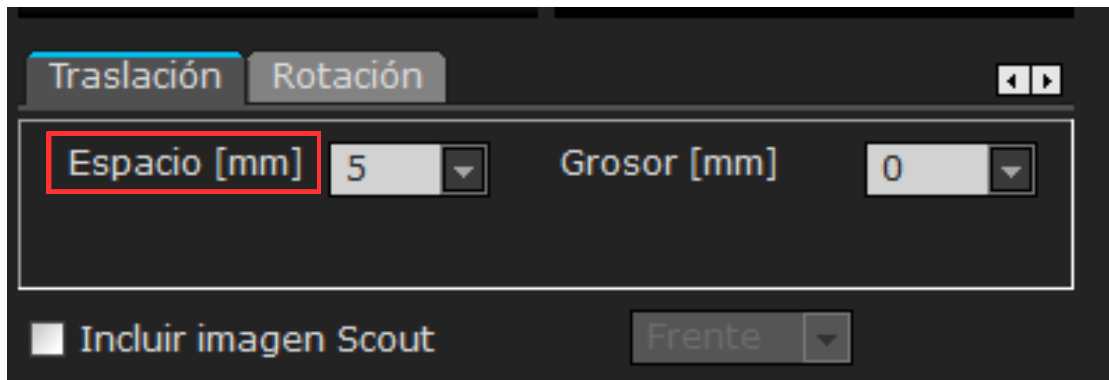 Traslación Rotación
Espacio [mm] 5 Grosor [mm] 0
Incluir imagen Scout Frente